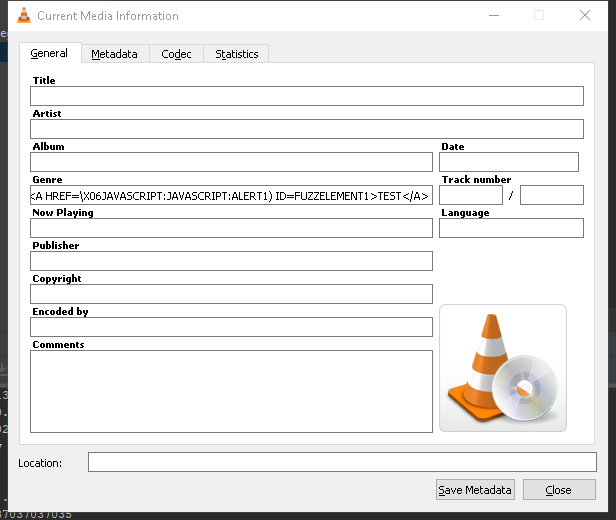 Current Media Information
General Metadata Codec Statistics
Title
Artist
Album Date
Genre Track number
<A HREF=\X06JAVASCRIPT:JAVASCRIPT:ALERT1) ID=FUZZELEMENT1>TEST</A> /
Now Playing Language
Publisher
Copyright
Encoded by
Comments
Location:
Save Metadata Close
37037037035